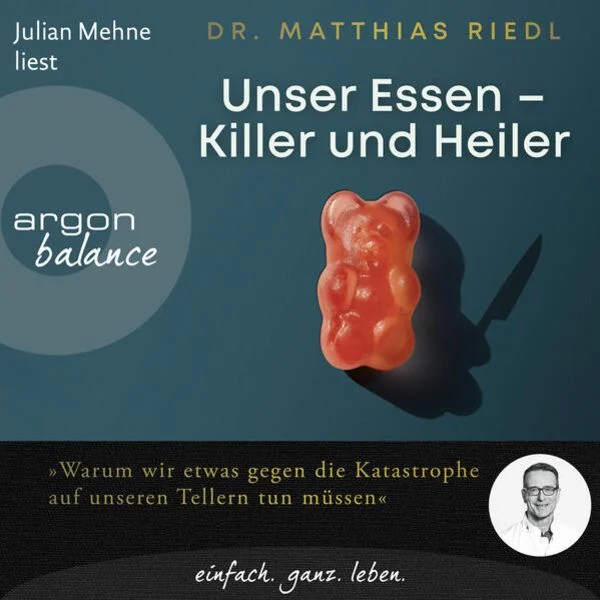 Julian Mehne
liest
DR. MATTHIAS RIEDL
Unser Essen –
Killer und Heiler
argon
balance
»Warum wir etwas gegen die Katastrophe
auf unseren Tellern tun müssen«
einfach. ganz. leben.